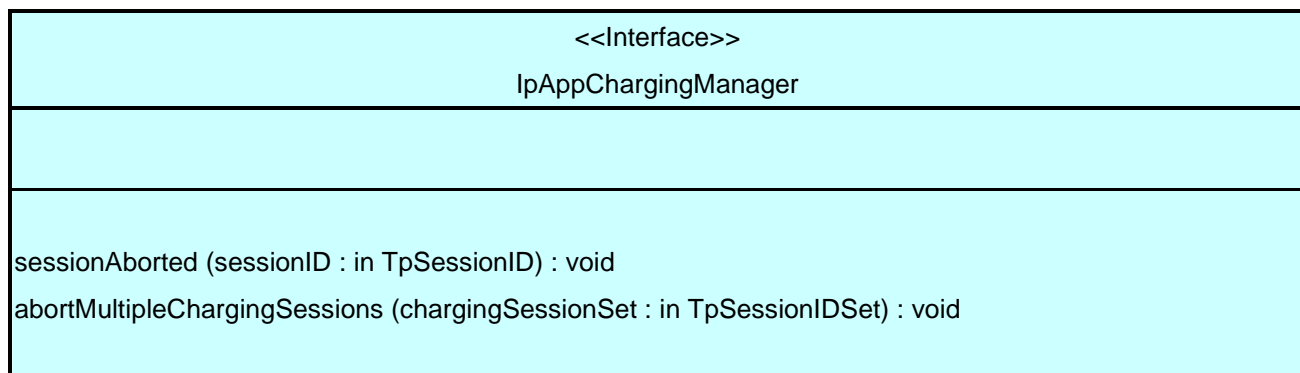 <<Interface>>
IpAppChargingManager
sessionAborted (sessionID : in TpSessionID) : void
abortMultipleChargingSessions (chargingSessionSet : in TpSessionIDSet) : void